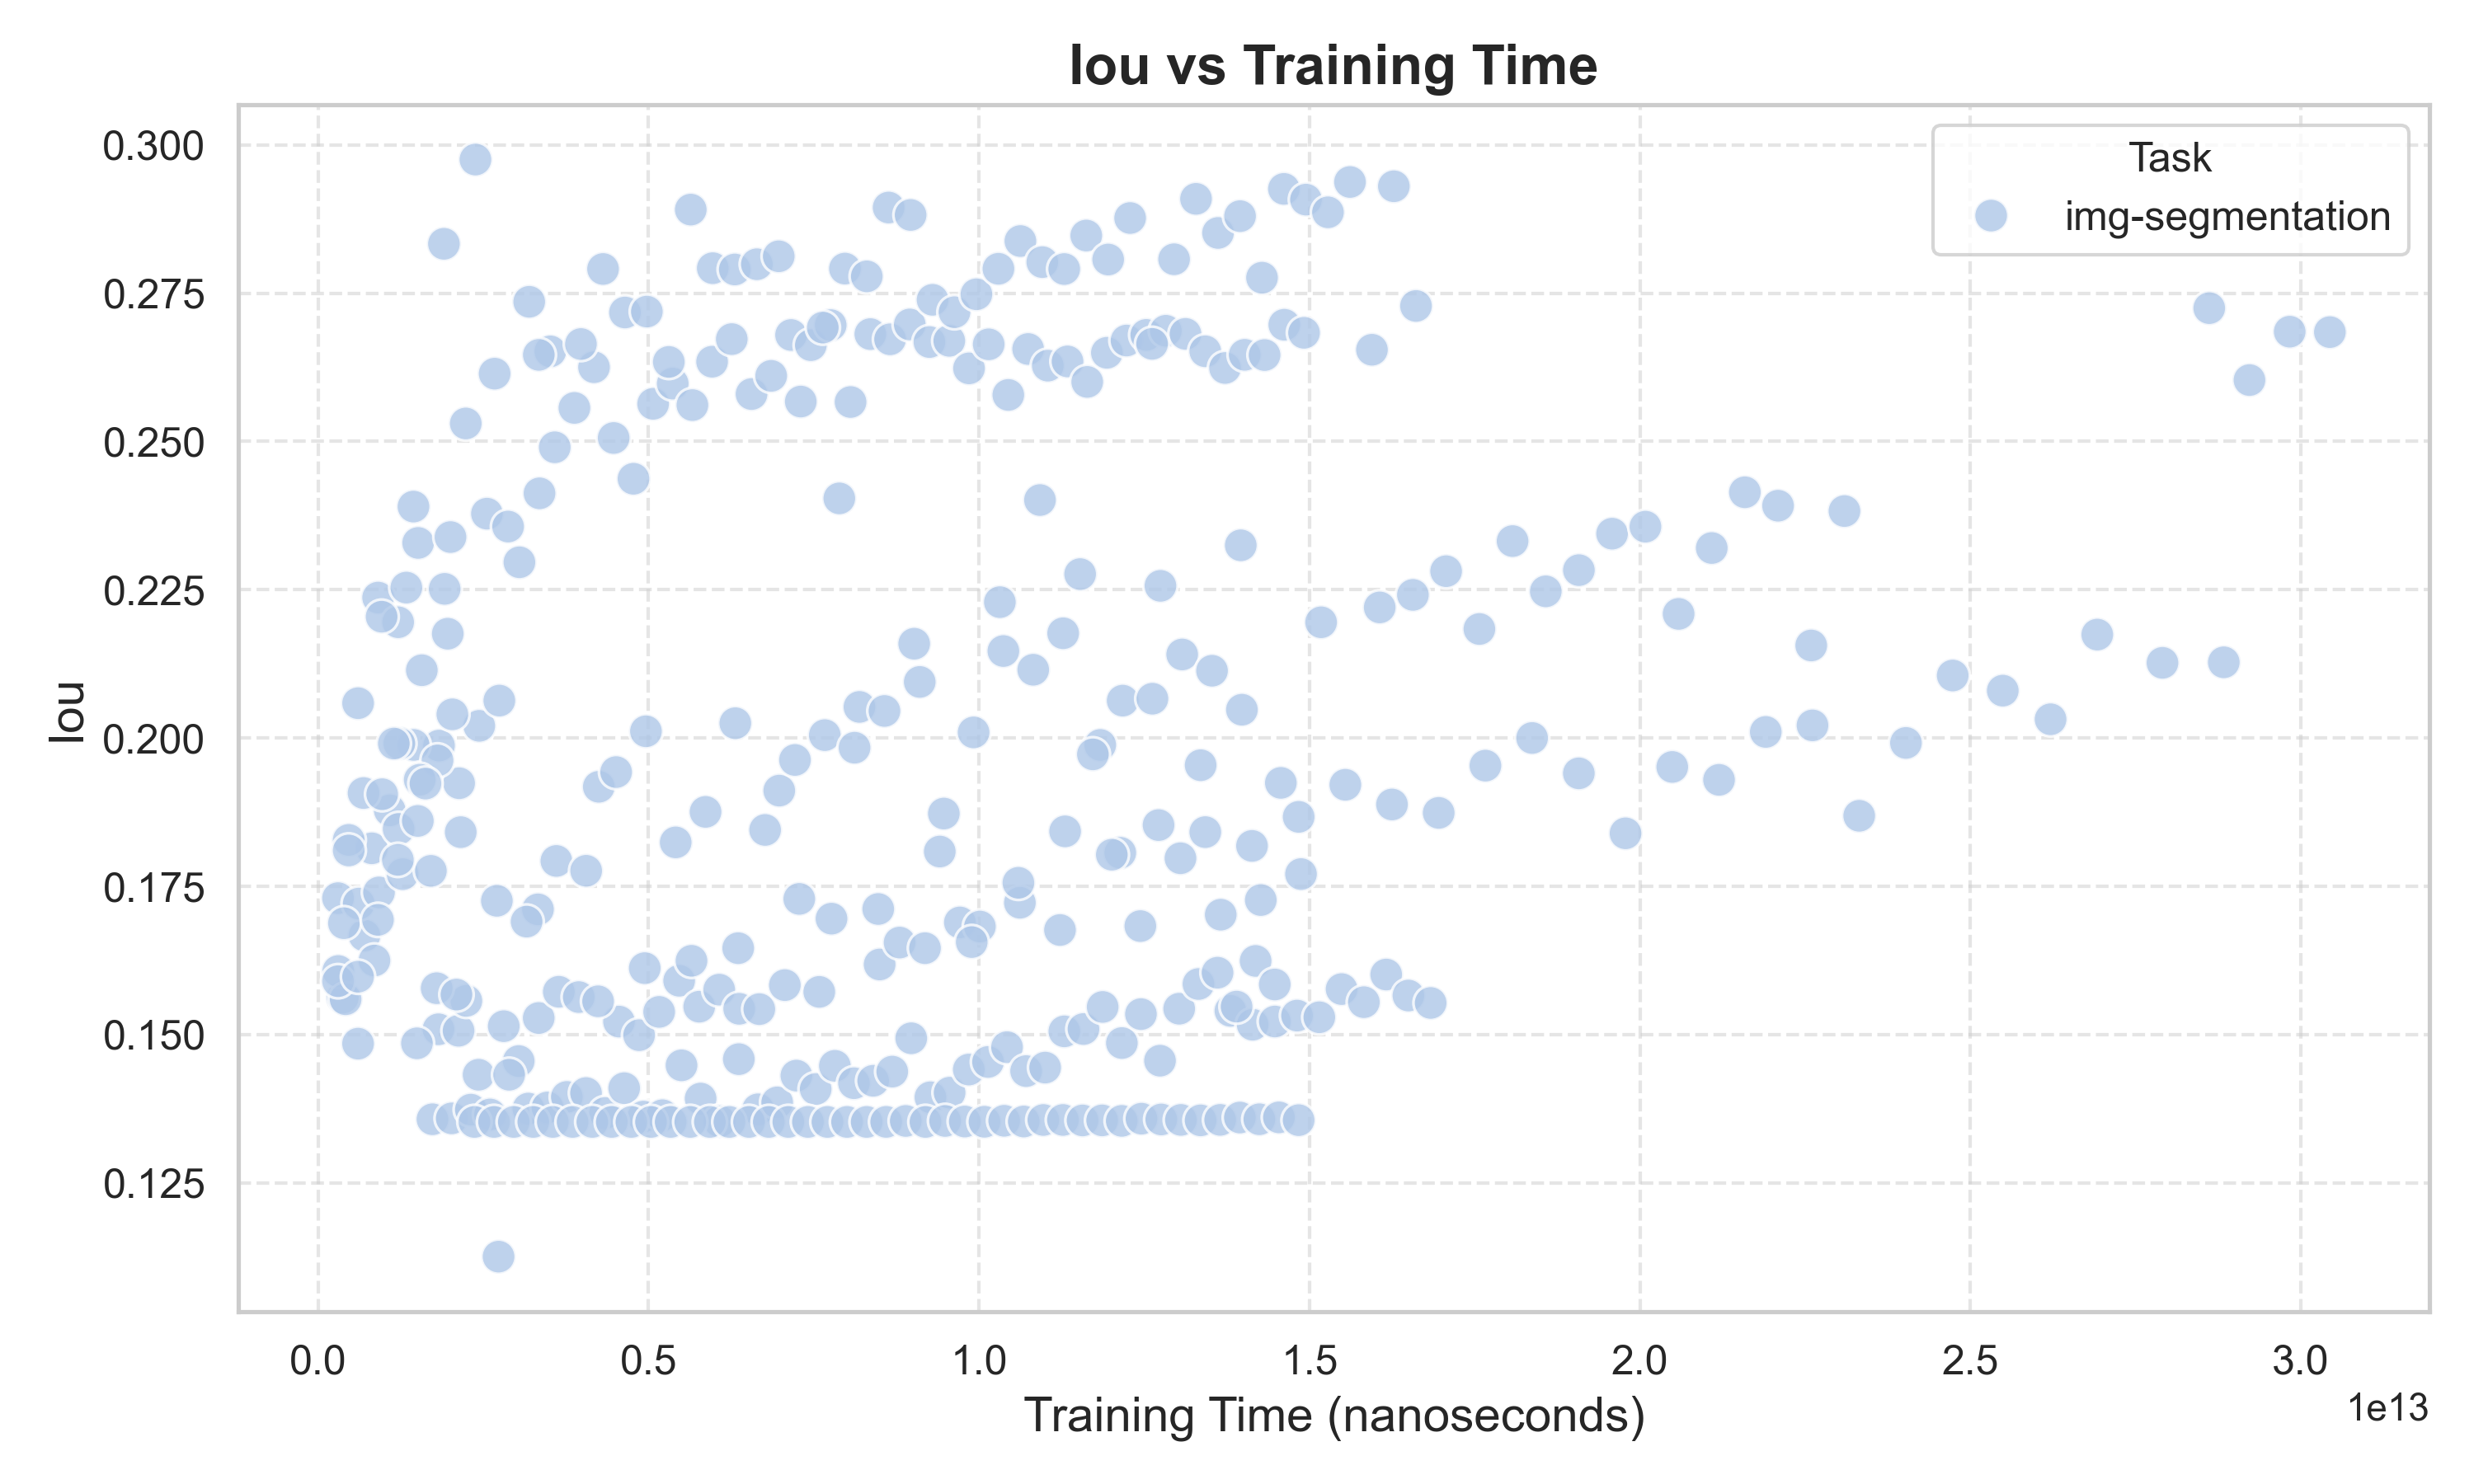 Iou vs Training Time
Task
img-segmentation
Iou
0.300
0.275
0.250
0.225
0.200
0.175
0.150
0.125
0.0 0.5 1.0 1.5 2.0 2.5 3.0
1e13
Training Time (nanoseconds)